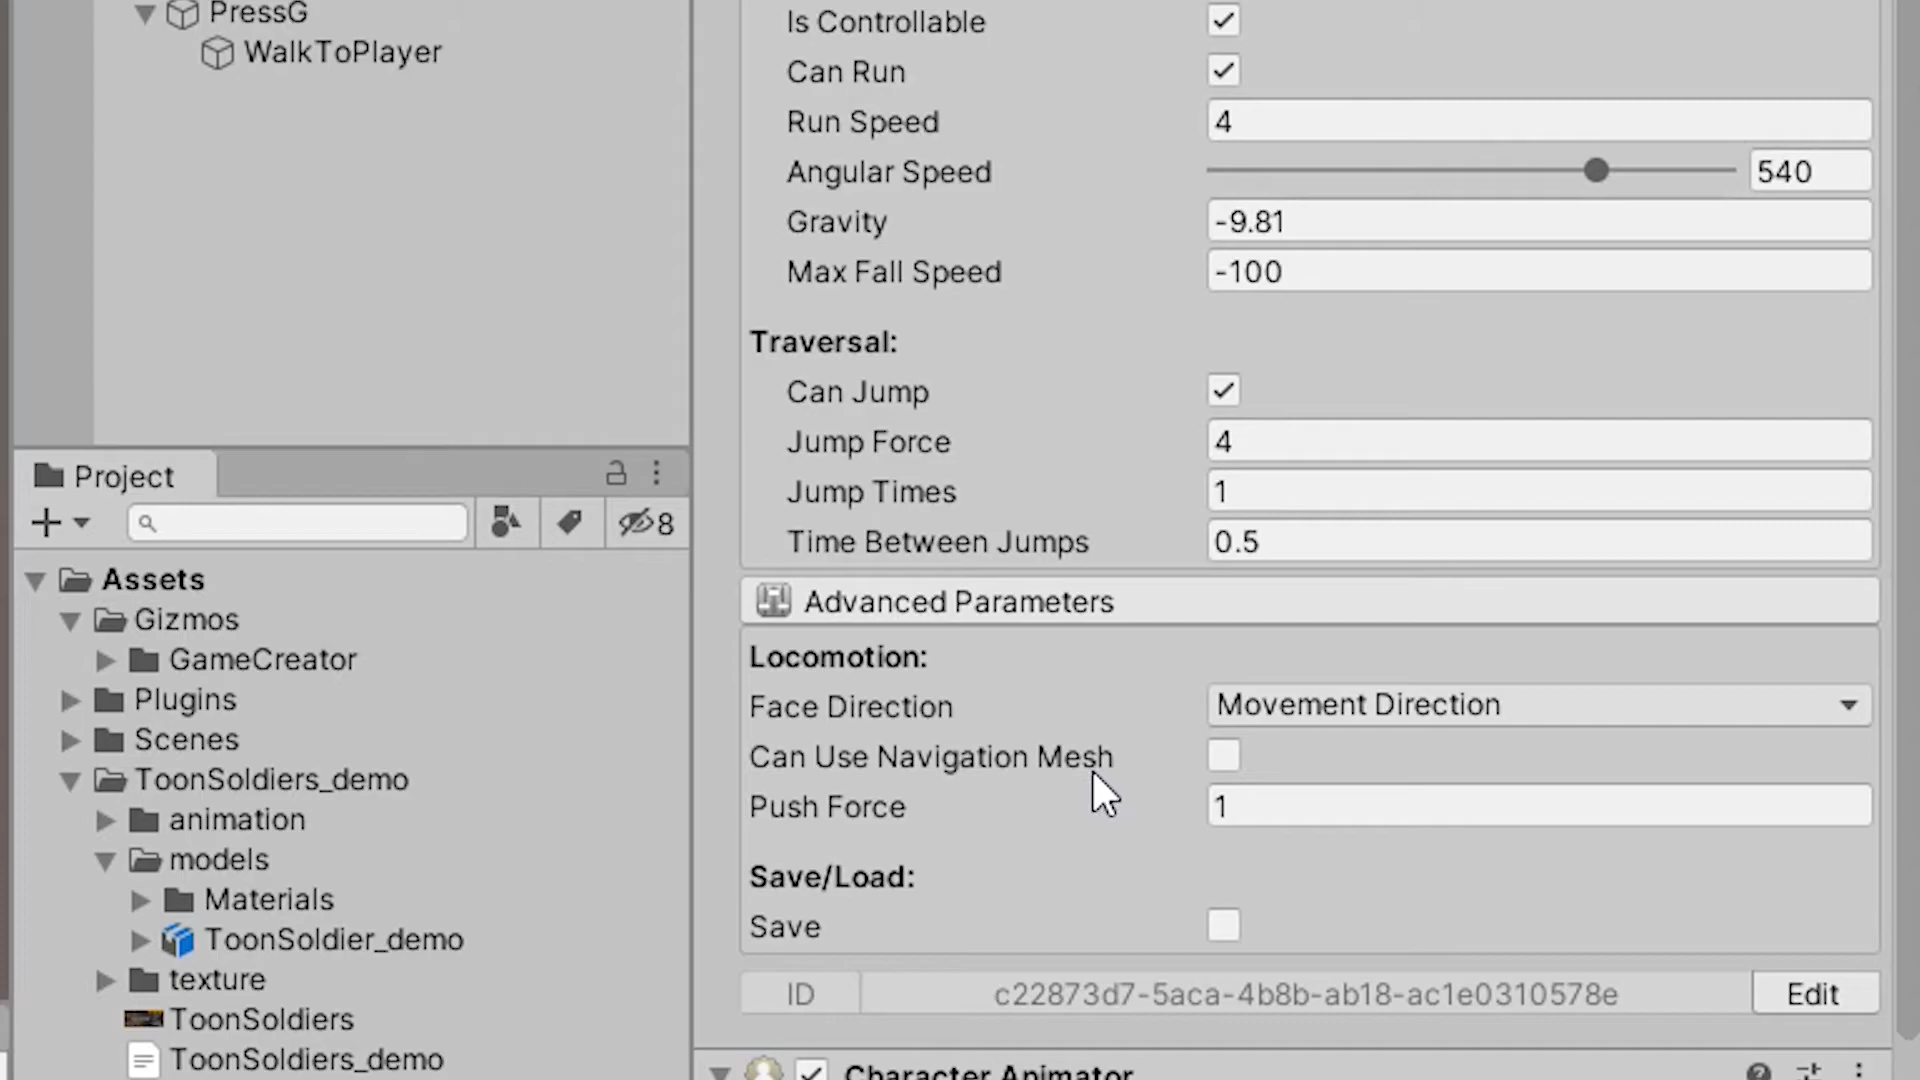 PressG
WalkToPlayer
Project
8
Assets
Gizmos
GameCreator
Plugins
Scenes
ToonSoldiers_demo
animation
models
Materials
ToonSoldier_demo
texture
ToonSoldiers
ToonSoldiers_demo
Is Controllable
Can Run
Run Speed 4
Angular Speed 540
Gravity -9.81
Max Fall Speed -100
Traversal:
Can Jump
Jump Force 4
Jump Times 1
Time Between Jumps 0.5
Advanced Parameters
Locomotion:
Face Direction Movement Direction
Can Use Navigation Mesh
Push Force 1
Save/Load:
Save
ID c22873d7-5aca-4b8b-ab18-ac1e0310578e Edit
Character Animator